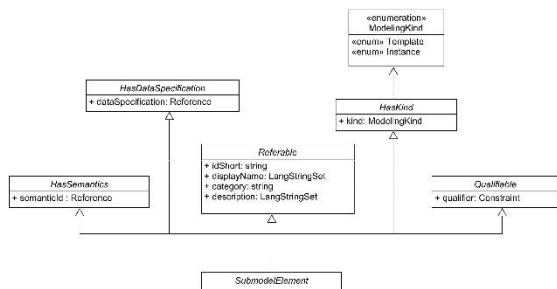 «enumeration»
ModelingKind
«enum» Template
«enum» Instance
HasDataSpecification
+ dataSpecification: Reference
HasKind
+ kind: ModelingKind
Referable
+ idShort: string
+ displayName: LangStringSet
+ category: string
+ description: LangStringSet
HasSemantics
+ semanticId : Reference
Qualifiable
+ qualifier: Constraint
SubmodelElement